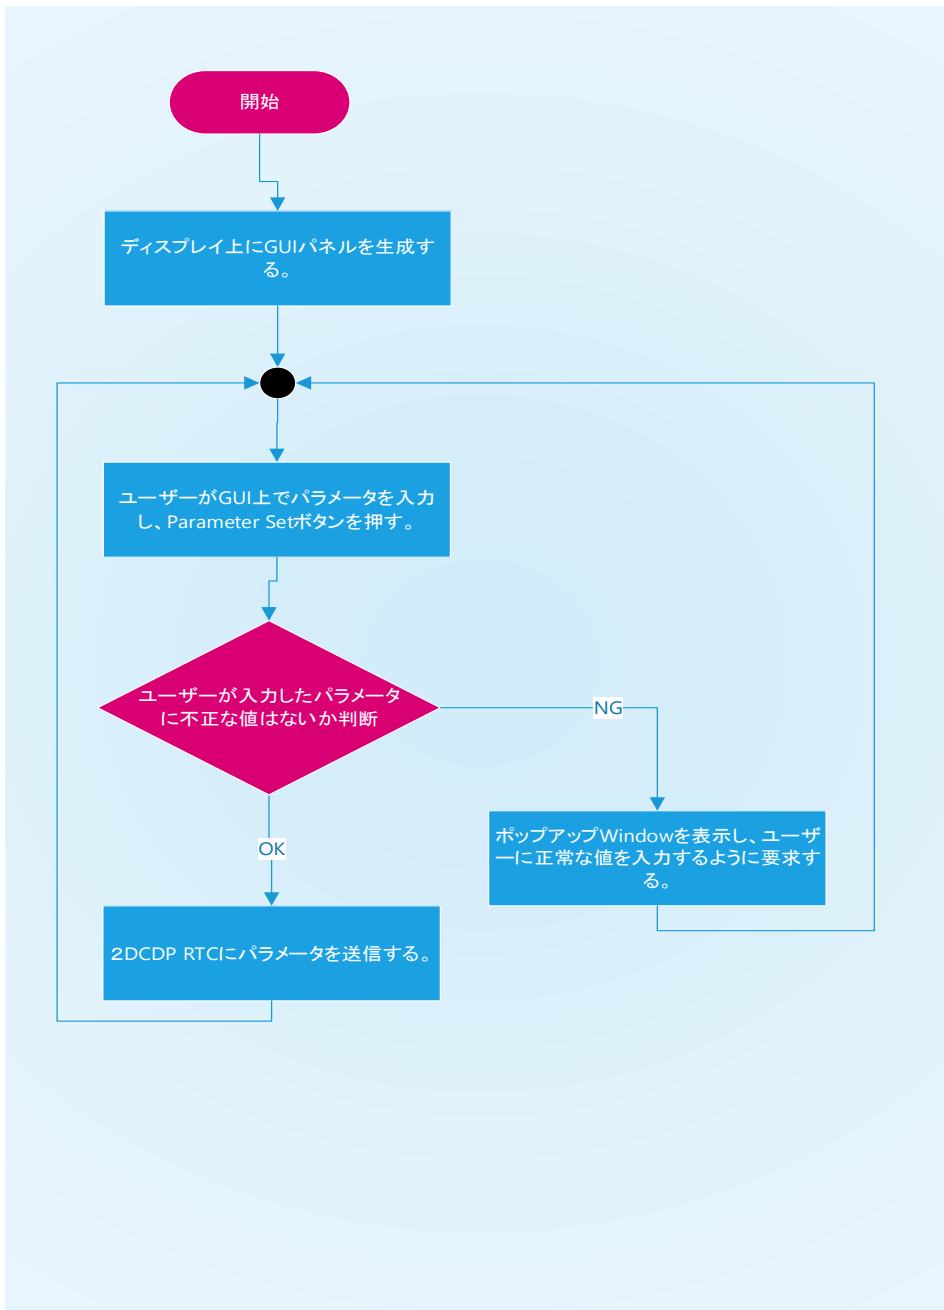 開始
ディスプレイ上にGUIパネルを生成す
る。
ユーザーがGUI上でパラメータを入力
し、Parameter Setボタンを押す。
ユーザーが入力したパラメータ
に不正な値はないか判断
NG
OK
ポップアップWindowを表示し、ユーザ
ーに正常な値を入力するように要求す
る。
２DCDP RTCにパラメータを送信する。